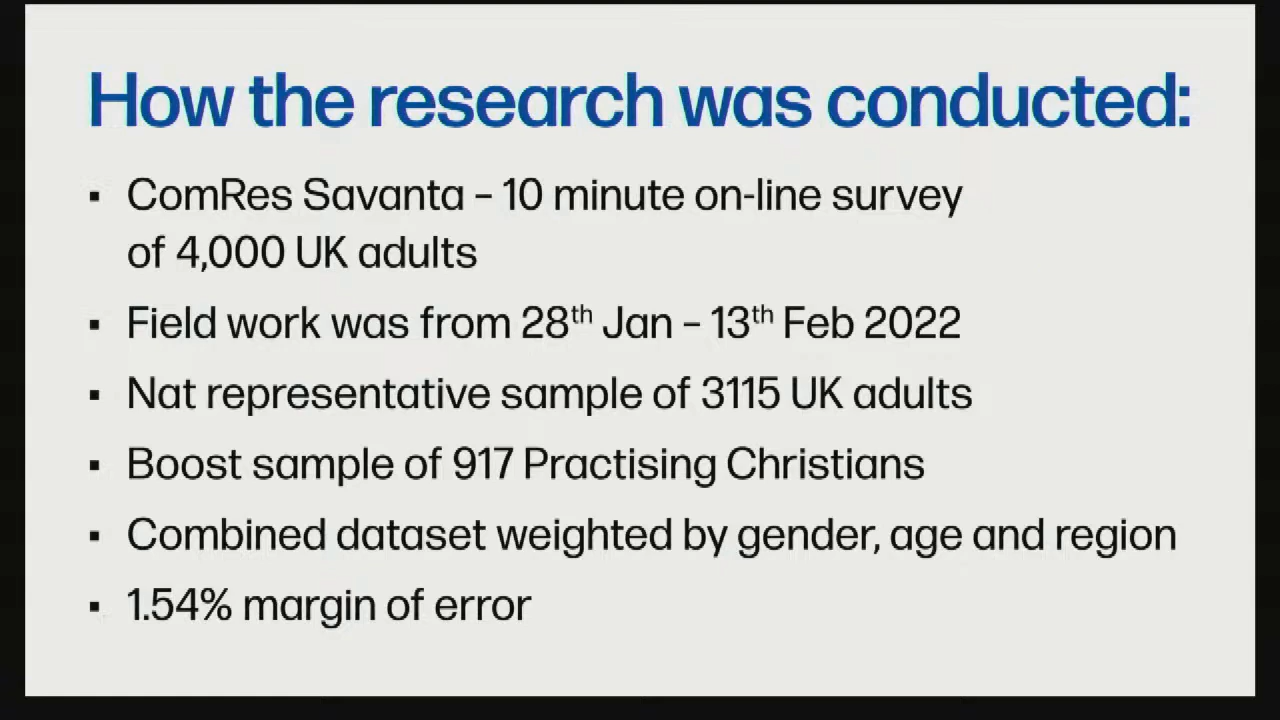 How the research was conducted:
▪ ComRes Savanta – 10 minute on-line survey
of 4,000 UK adults
▪ Field work was from 28th Jan – 13th Feb 2022
▪ Nat representative sample of 3115 UK adults
▪ Boost sample of 917 Practising Christians
▪ Combined dataset weighted by gender, age and region
▪ 1.54% margin of error